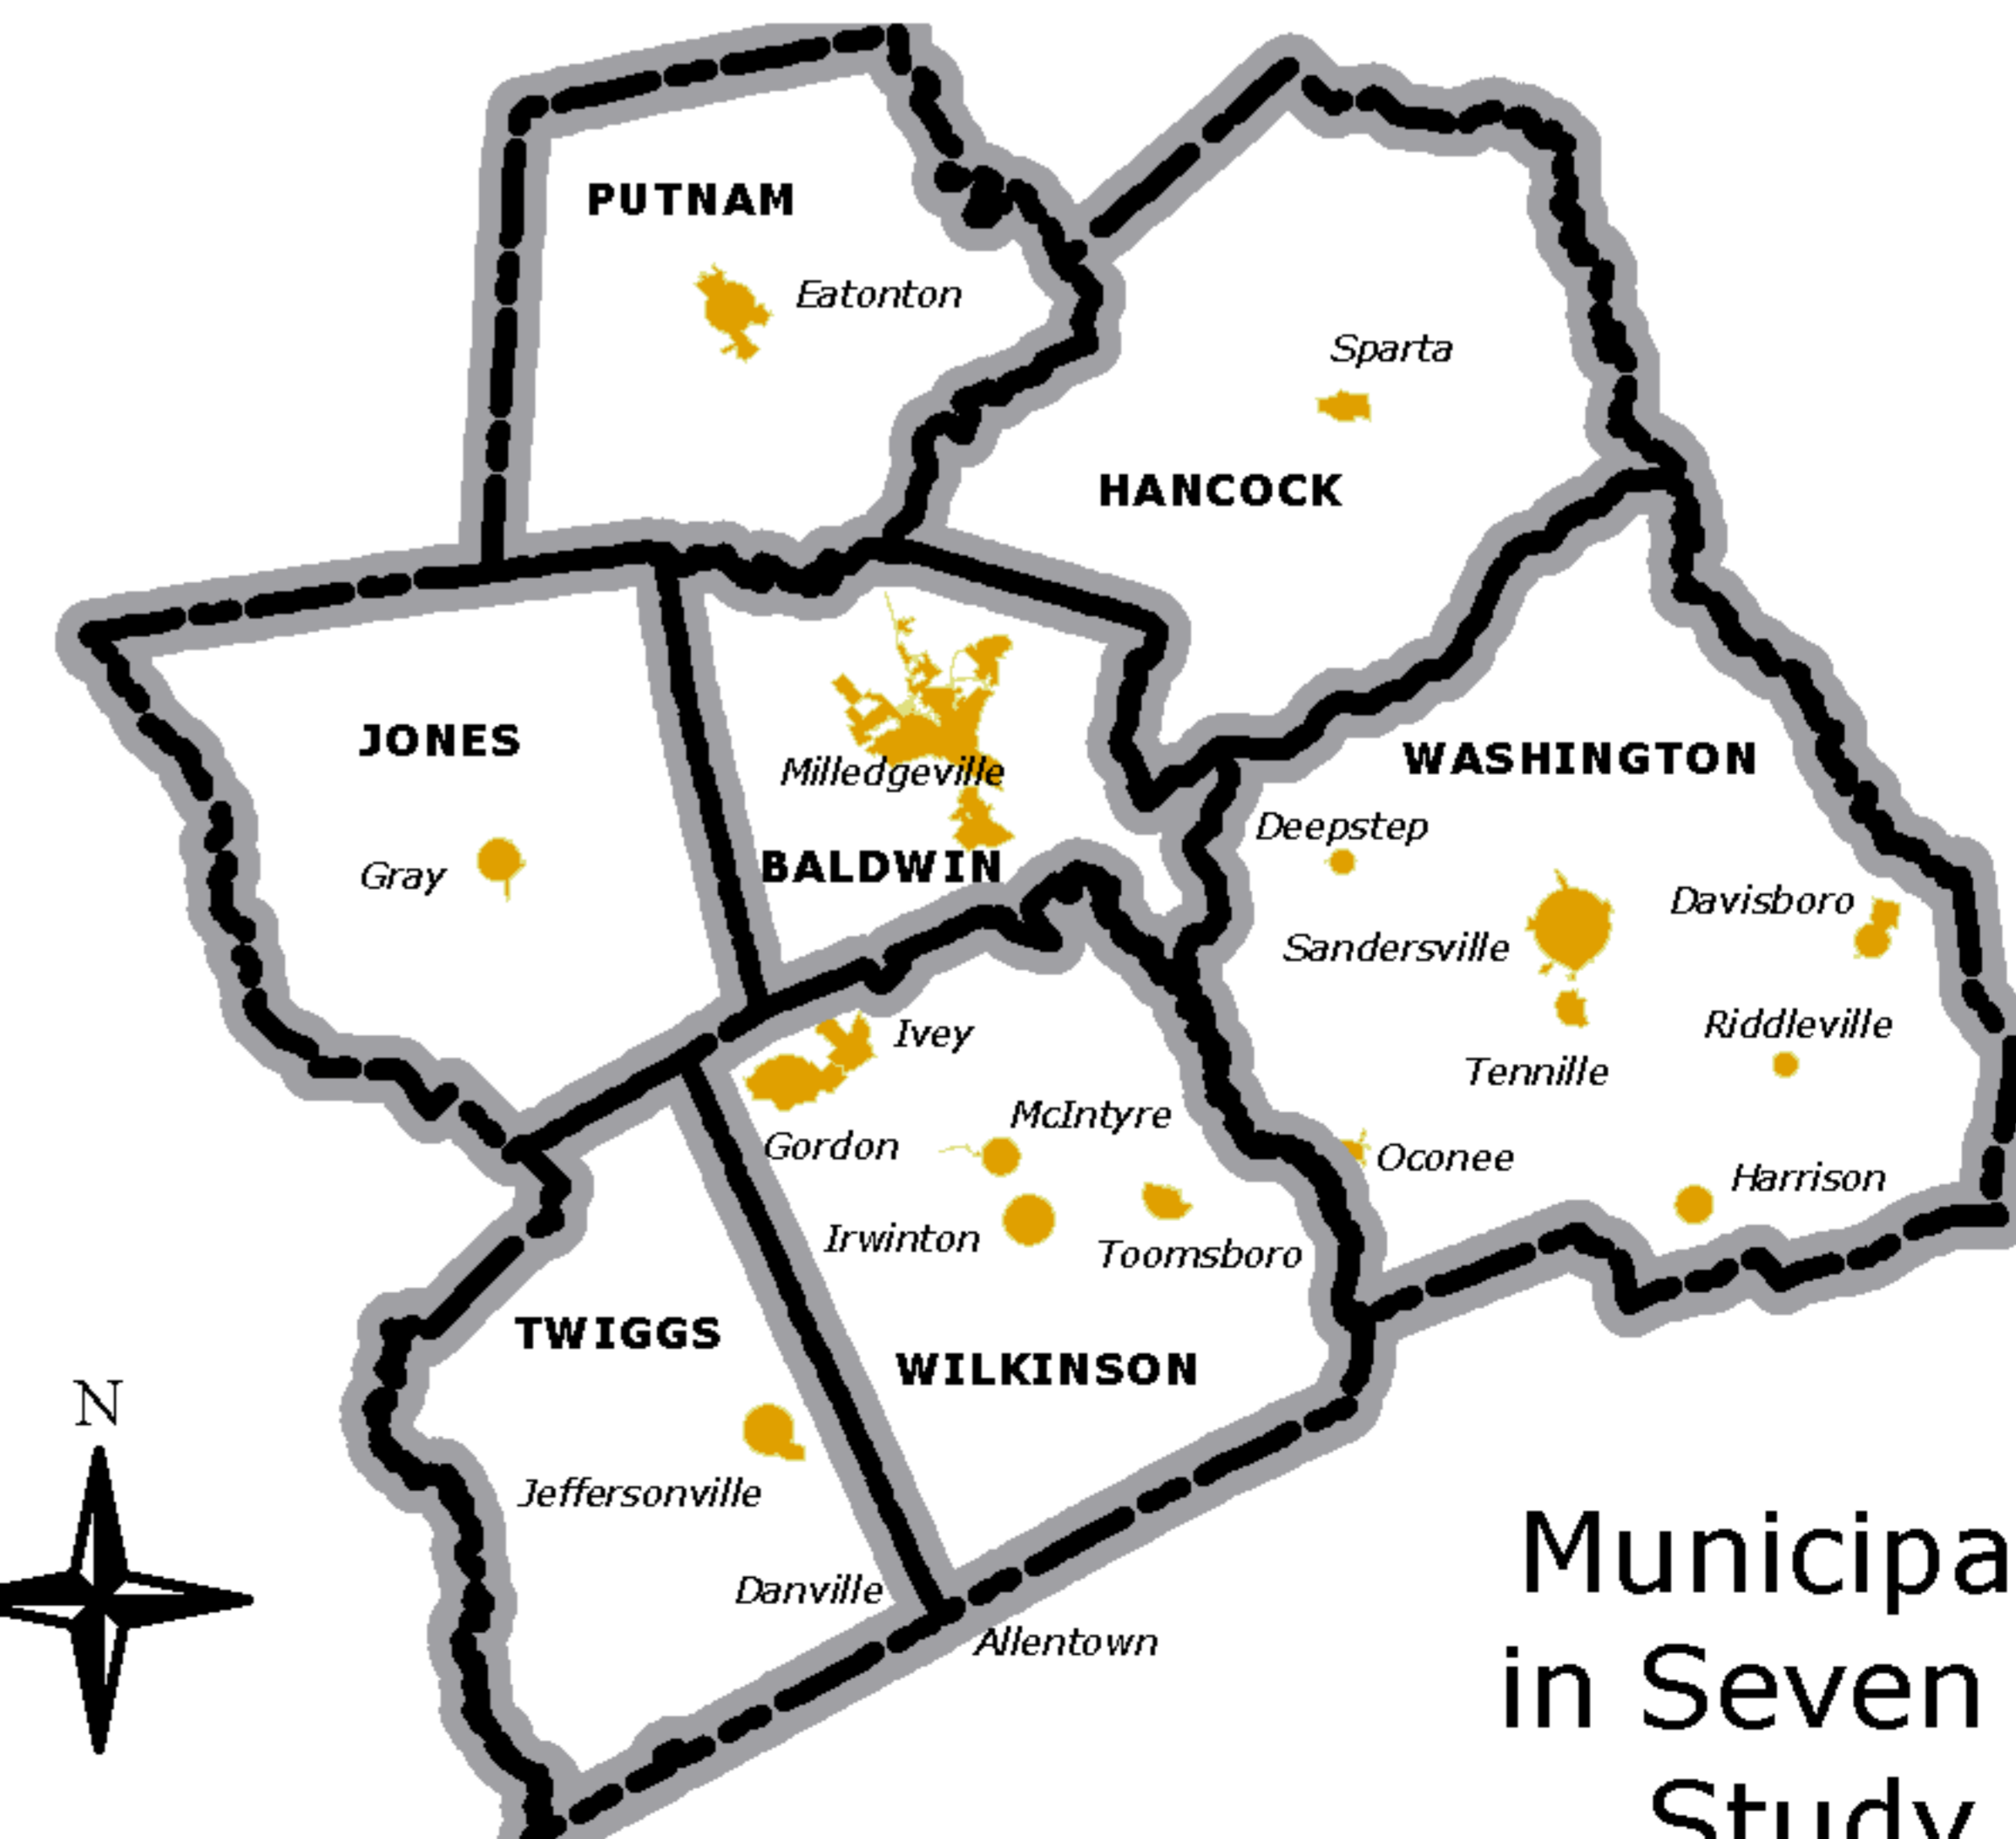 PUTNAM
Eatonton
Sparta
HANCOCK
JONES
WASHINGTON
Milledgeville
Deepstep
Gray
BALDWIN
Davisboro
Sandersville
Ivey
Riddleville
Tennille
McIntyre
Gordon
Oconee
Harrison
Irwinton
Toomsboro
TWIGGS
WILKINSON
N
Jeffersonville
Danville
Allentown
Municipa
in Seven
Study